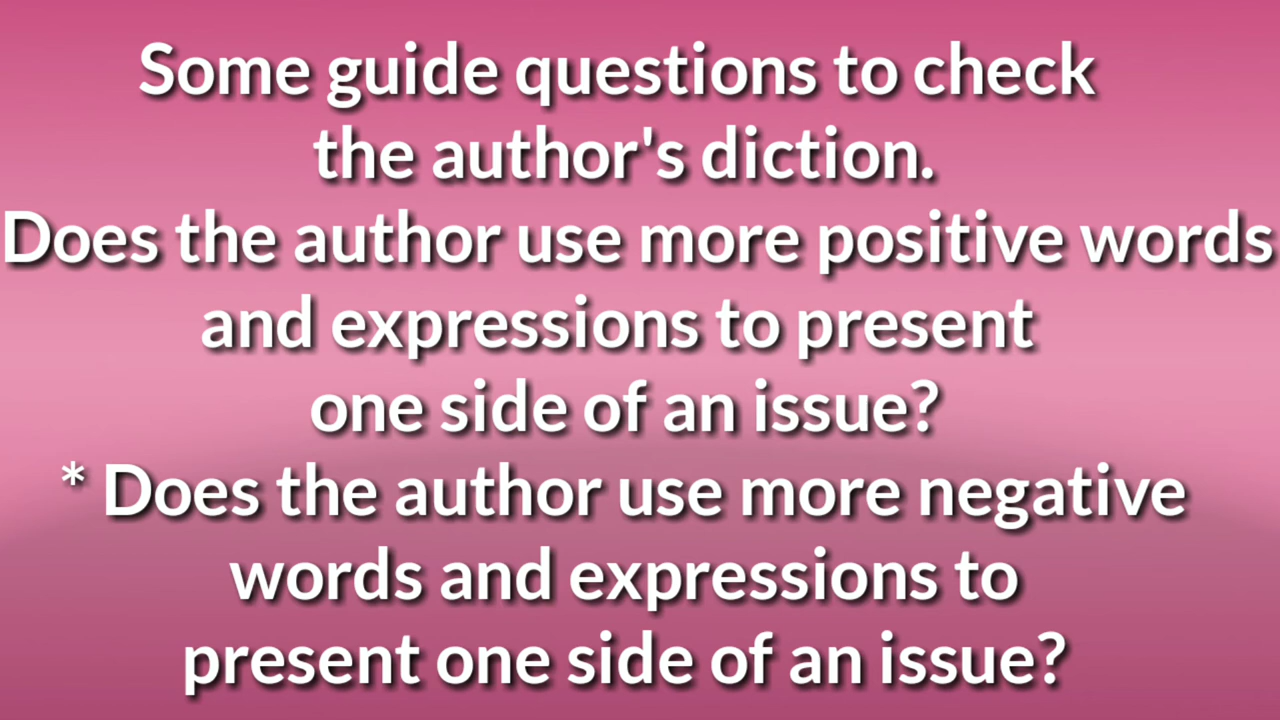 Some guide questions to check
the author's diction.
Does the author use more positive words
and expressions to present
one side of an issue?
* Does the author use more negative
words and expressions to
present one side of an issue?